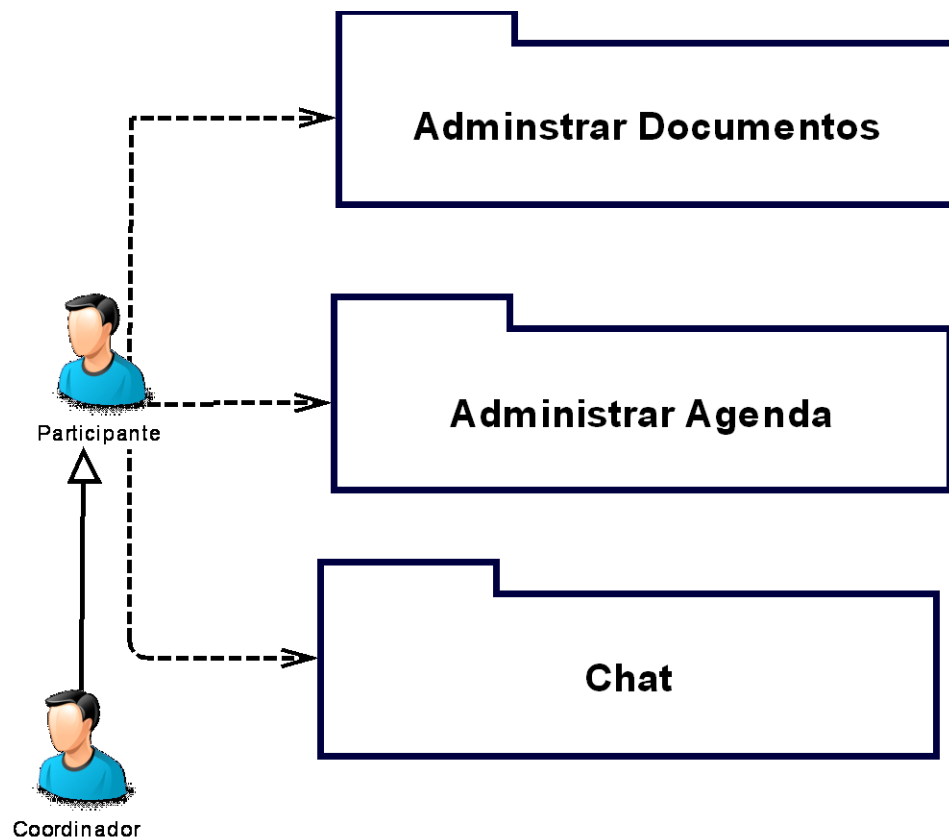 Adminstrar Documentos
Participante
Administrar Agenda
Chat
Coordinador